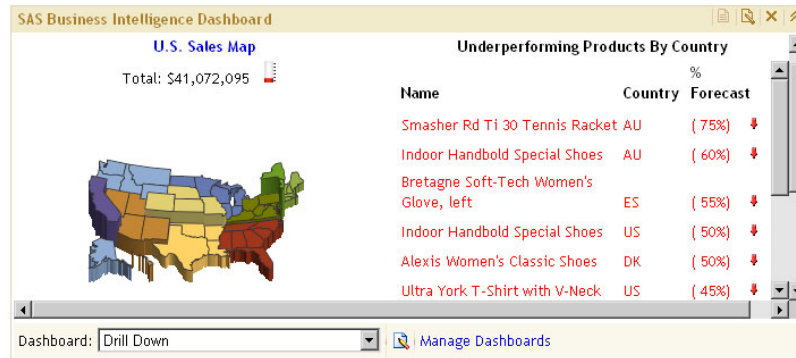 SAS Business Intelligence Dashboard
U.S. Sales Map
Total: $41,072,095
Underperforming Products By Country
%
Name Country Forecast
Smasher Rd Ti 30 Tennis Racket AU ( 75%)
Indoor Handbold Special Shoes AU ( 60%)
Bretagne Soft-Tech Women's
Glove, left ES ( 55%)
Indoor Handbold Special Shoes US ( 50%)
Alexis Women's Classic Shoes DK ( 50%)
Ultra York T-Shirt with V-Neck US ( 45%)
Dashboard: Drill Down Manage Dashboards